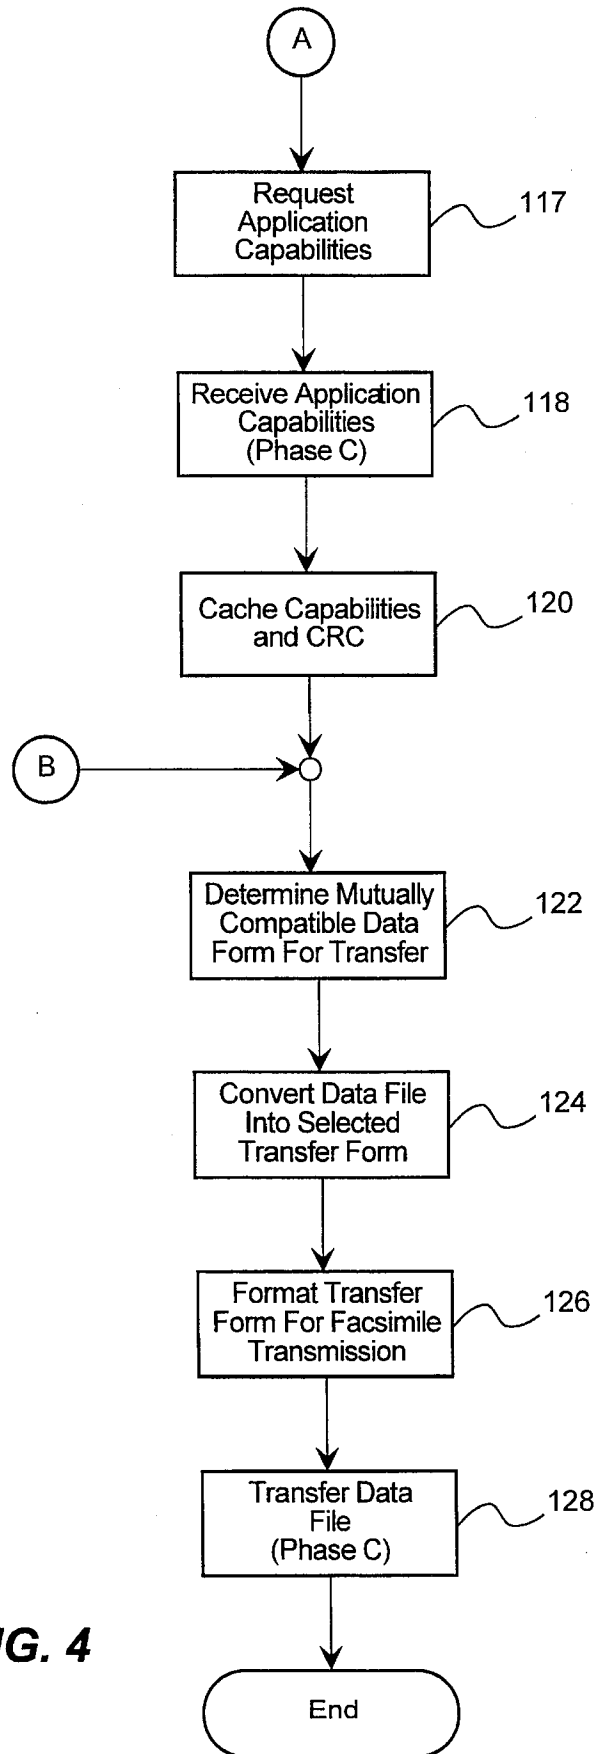 A
Request
Application
Capabilities
117
Receive Application
Capabilities
(Phase C)
118
Cache Capabilities
and CRC
120
B
Determine Mutually
Compatible Data
Form For Transfer
122
Convert Data File
Into Selected
Transfer Form
124
Format Transfer
Form For Facsimile
Transmission
126
Transfer Data
File
(Phase C)
128
IG. 4
End